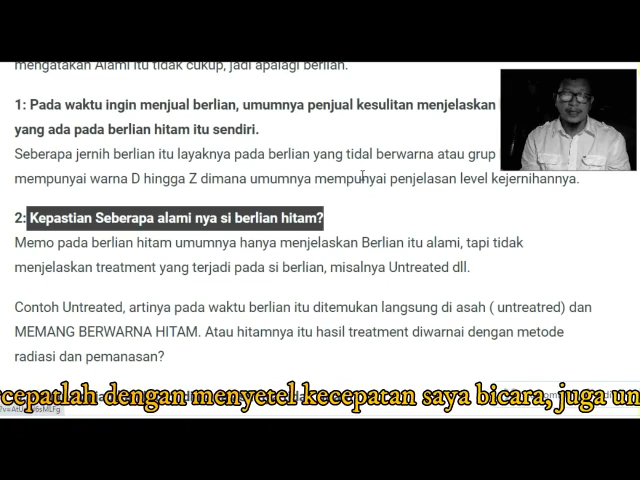 mengatakan Alami itu tidak cukup, jadi apalagi berlian.
1: Pada waktu ingin menjual berlian, umumnya penjual kesulitan menjelaskan
yang ada pada berlian hitam itu sendiri.
Seberapa jernih berlian itu layaknya pada berlian yang tidal berwarna atau grup
mempunyai warna D hingga Z dimana umumnya mempunyai penjelasan level kejernihannya.
2: Kepastian Seberapa alami nya si berlian hitam?
Memo pada berlian hitam umumnya hanya menjelaskan Berlian itu alami, tapi tidak
menjelaskan treatment yang terjadi pada si berlian, misalnya Untreated dll.
Contoh Untreated, artinya pada waktu berlian itu ditemukan langsung di asah ( untreatred) dan
MEMANG BERWARNA HITAM. Atau hitamnya itu hasil treatment diwarnai dengan metode
radiasi dan pemanasan?
rcepatlah dengan menyetel kecepatan saya bicara, juga un